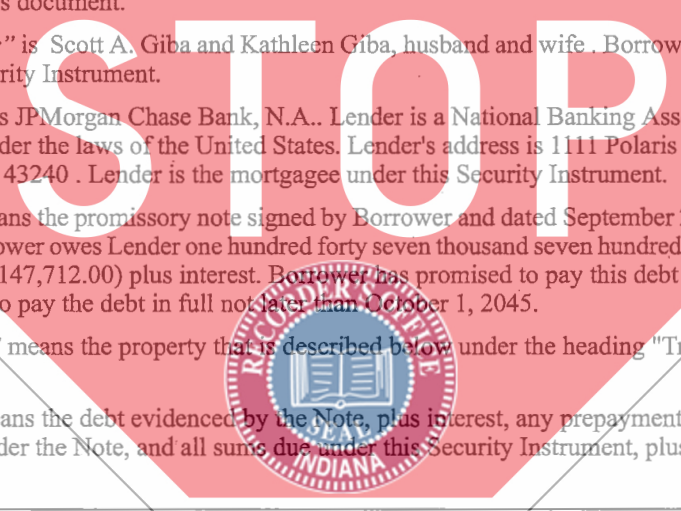 s document.
” is Scott A. Giba and Kathleen Giba, husband and wife . Borrow
rity Instrument.
s JPMorgan Chase Bank, N.A.. Lender is a National Banking Ass
der the laws of the United States. Lender's address is 1111 Polaris
43240 . Lender is the mortgagee under this Security Instrument.
ans the promissory note signed by Borrower and dated September
ower owes Lender one hundred forty seven thousand seven hundred
147,712.00) plus interest. Borrower has promised to pay this debt
o pay the debt in full not later than October 1, 2045.
means the property that is described below under the heading "Tr
ans the debt evidenced by the Note, plus interest, any prepayment
der the Note, and all sums due under this Security Instrument, plus
STOP
RECORDER'S OFFICE
SEAL
INDIANA